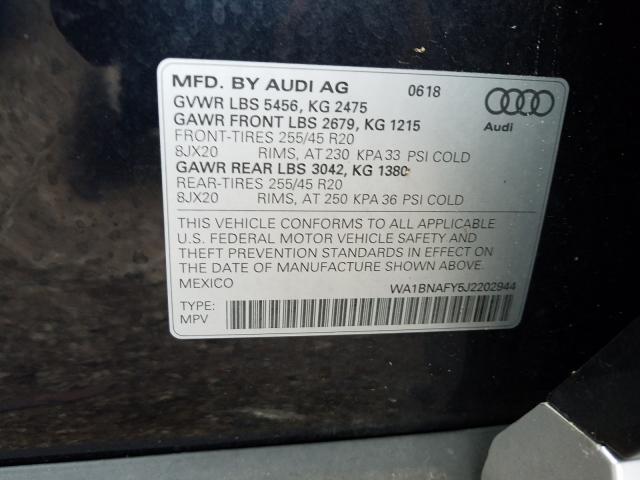 MFD. BY AUDI AG 0618
GVWR LBS 5456, KG 2475
GAWR FRONT LBS 2679, KG 1215
FRONT-TIRES 255/45 R20
8JX20 RIMS, AT 230 KPA 33 PSI COLD
GAWR REAR LBS 3042, KG 1380
REAR-TIRES 255/45 R20
8JX20 RIMS, AT 250 KPA 36 PSI COLD
Audi
THIS VEHICLE CONFORMS TO ALL APPLICABLE
U.S. FEDERAL MOTOR VEHICLE SAFETY AND
THEFT PREVENTION STANDARDS IN EFFECT ON
THE DATE OF MANUFACTURE SHOWN ABOVE.
MEXICO WA1BNAFY5J2202944
TYPE:
MPV